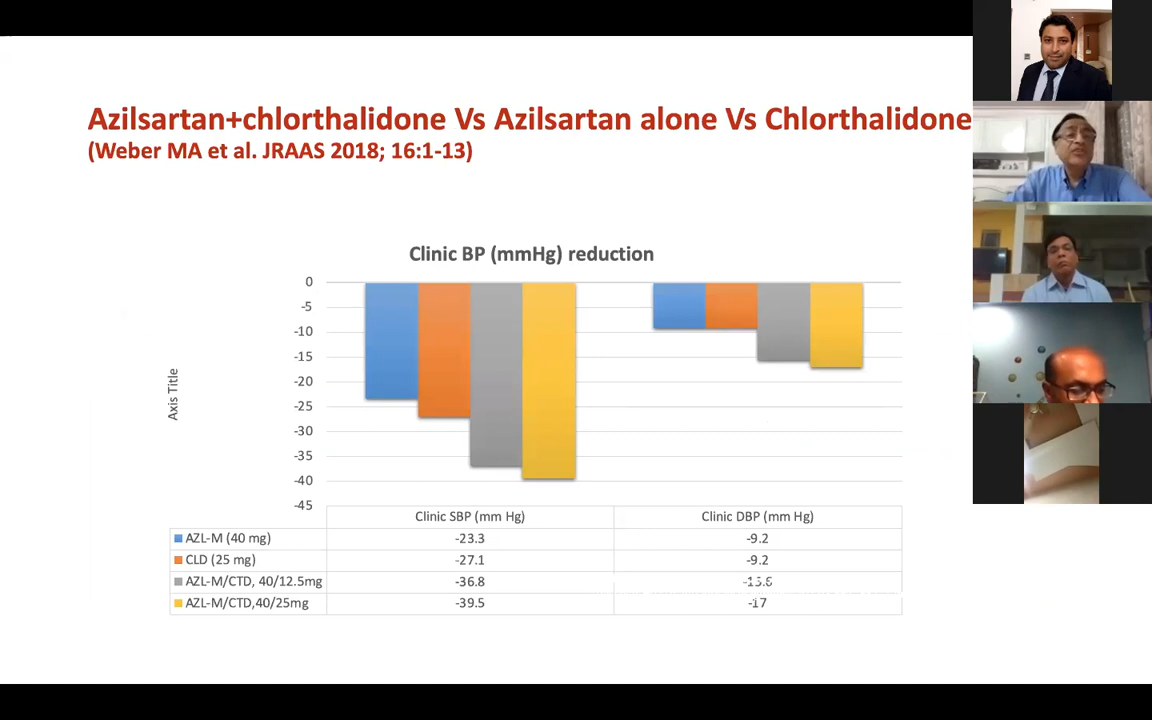 Azilsartan+chlorthalidone Vs Azilsartan alone Vs Chlorthalidone
(Weber MA et al. JRAAS 2018; 16:1-13)
Clinic BP (mmHg) reduction
0
-5
-10
-15
-20
-25
-30
-35
-40
-45
Axis Title
Clinic SBP (mm Hg) Clinic DBP (mm Hg)
AZL-M (40 mg) -23.3 -9.2
CLD (25 mg) -27.1 -9.2
AZL-M/CTD, 40/12.5mg -36.8
AZL-M/CTD,40/25mg -39.5 -17